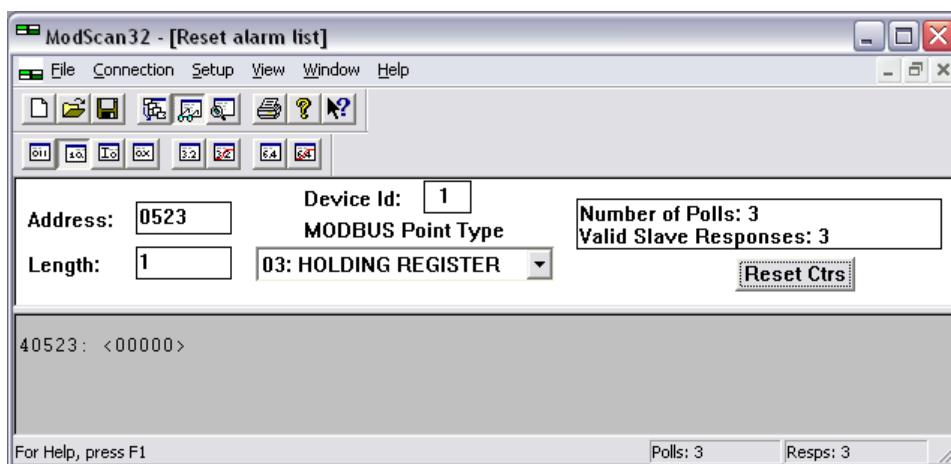 ModScan32 - [Reset alarm list]
File Connection Setup View Window Help
Device Id: 1
Address: 0523
MODBUS Point Type
Number of Polls: 3
Valid Slave Responses: 3
Length: 1
03: HOLDING REGISTER
Reset Ctrs
40523: <00000>
For Help, press F1
Polls: 3
Resps: 3